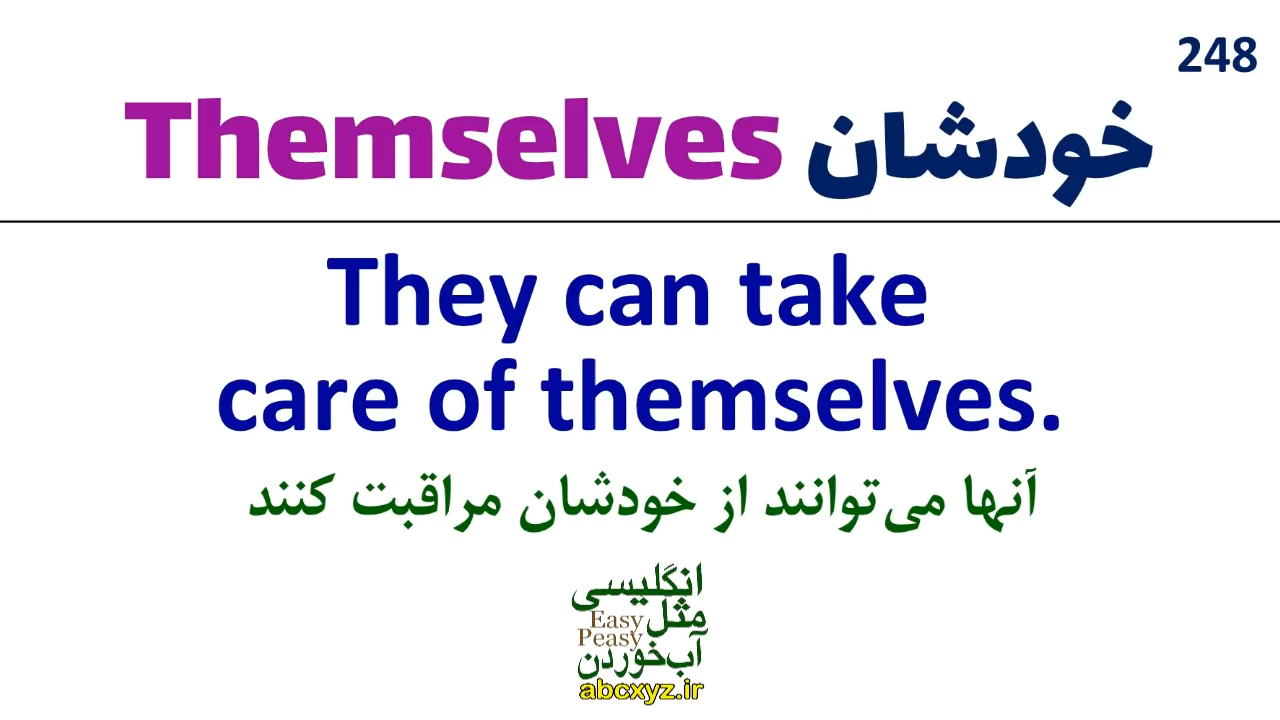 248
Themselves خودشان
They can take
care of themselves.
آنها می‌توانند از خودشان مراقبت کنند
انگلیسی
مثل Easy
Peasy
آب‌خوردن
abcxyz.ir